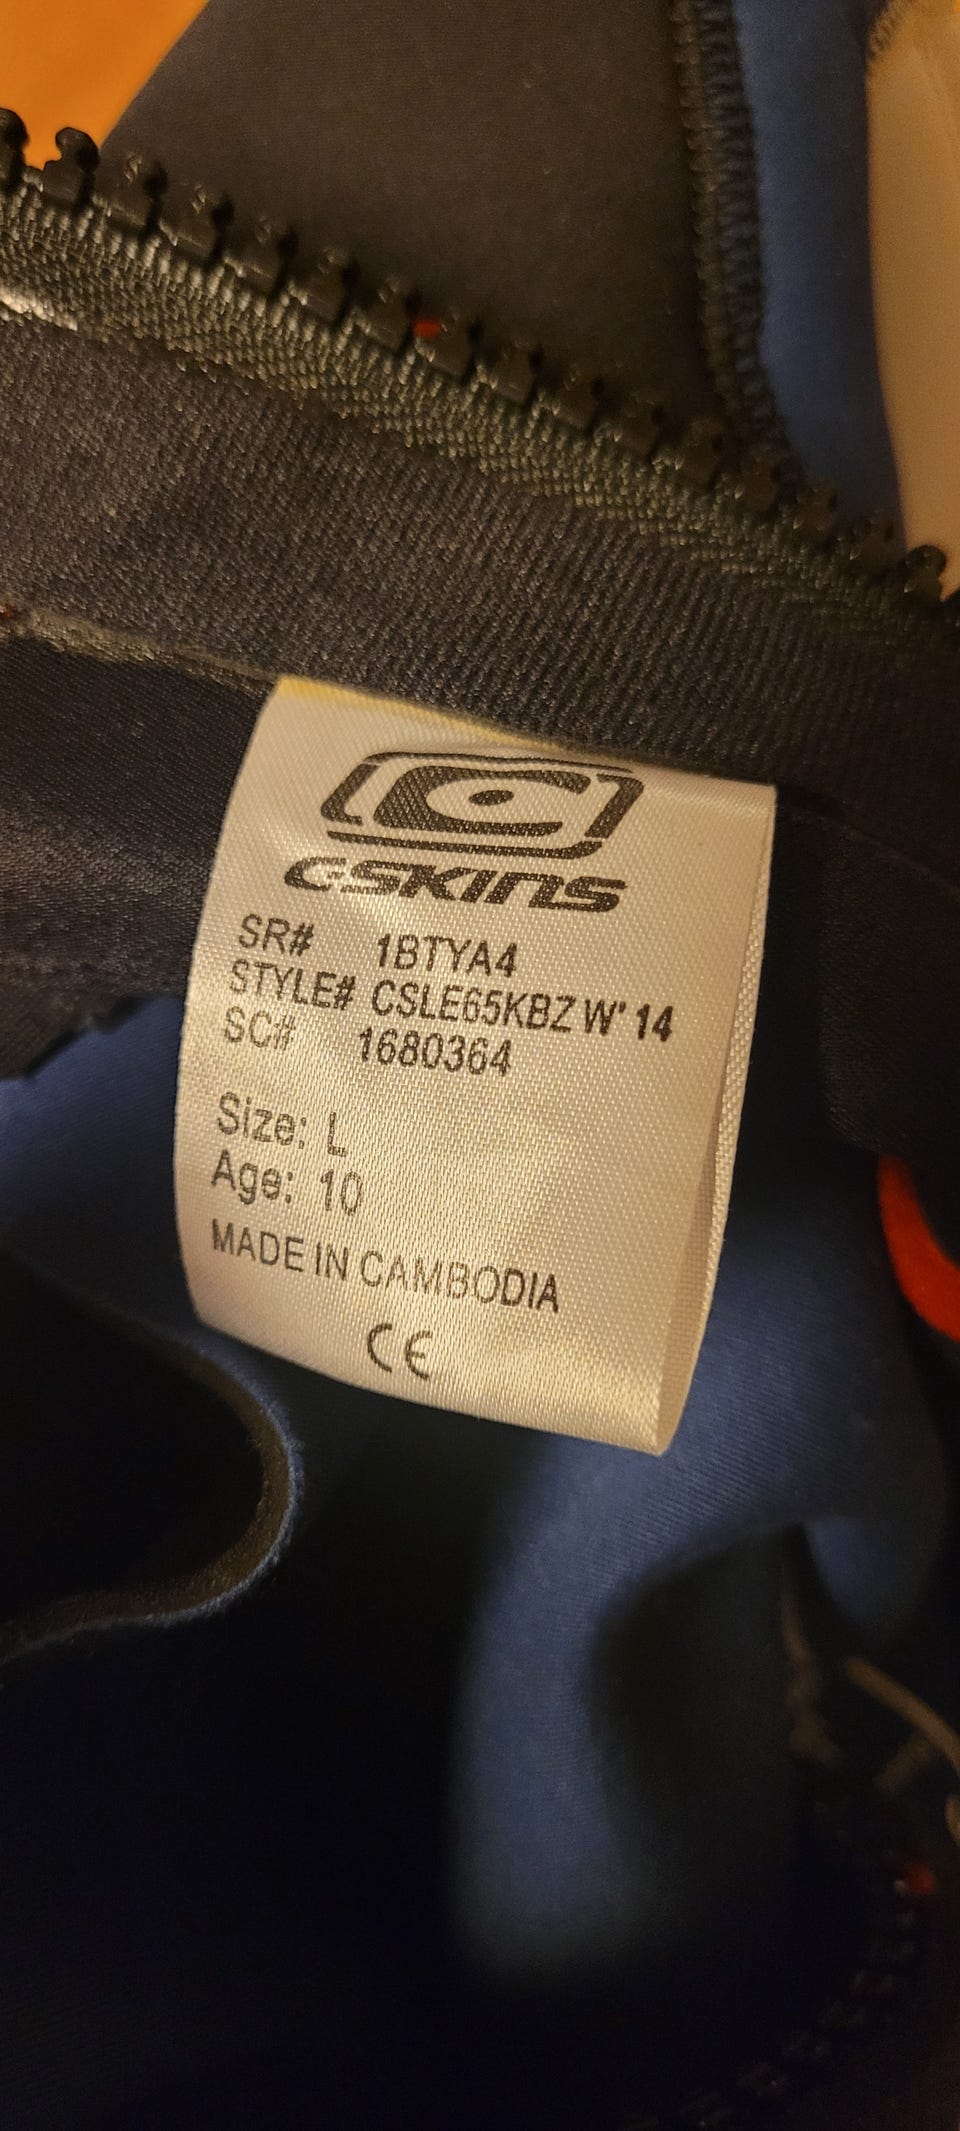 C-SKINS
SR# 1BTYA4
STYLE# CSLE65KBZ W' 14
SC# 1680364
Size: L
Age: 10
MADE IN CAMBODIA
CE